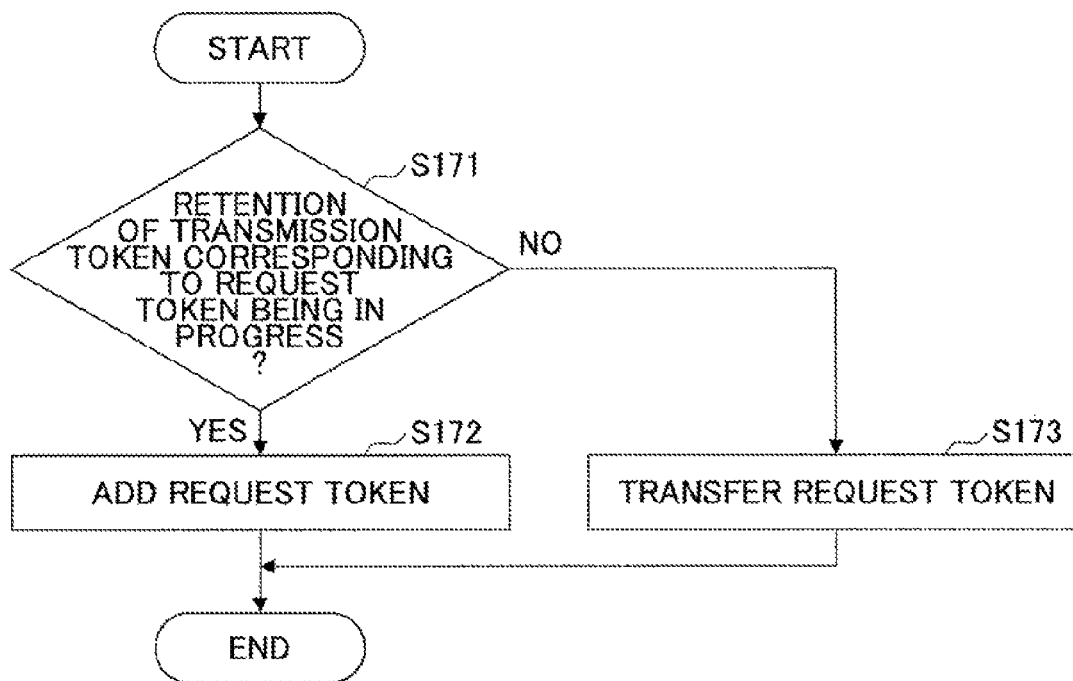 START
S171
RETENTION
OF TRANSMISSION
TOKEN CORRESPONDING
TO REQUEST
TOKEN BEING IN
PROGRESS
?
NO
YES
S172
ADD REQUEST TOKEN
S173
TRANSFER REQUEST TOKEN
END